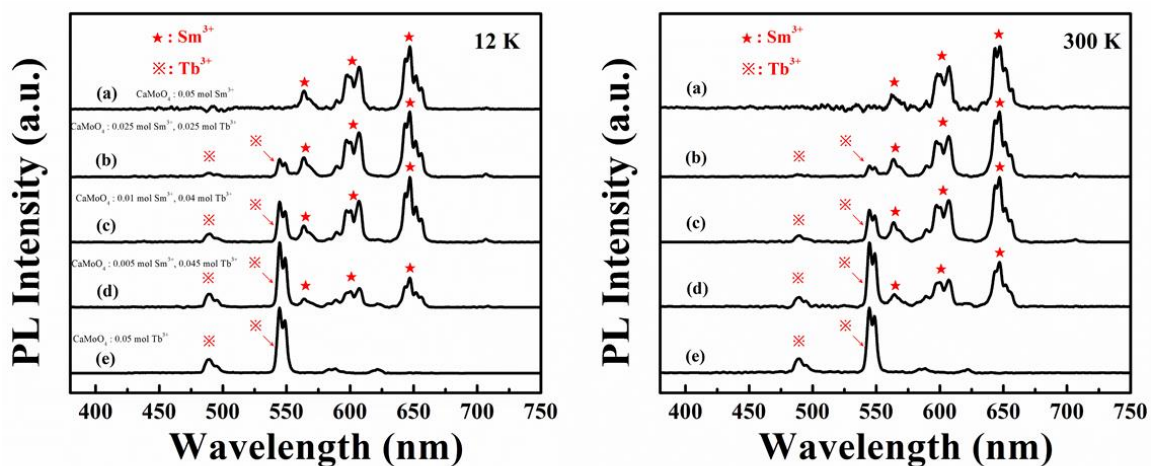 ★ : Sm³⁺
12 K
※ : Tb³⁺
(a)
CaMoO₄ : 0.05 mol Sm³⁺
CaMoO₄ : 0.025 mol Sm³⁺, 0.025 mol Tb³⁺
(b)
CaMoO₄ : 0.01 mol Sm³⁺, 0.04 mol Tb³⁺
(c)
CaMoO₄ : 0.005 mol Sm³⁺, 0.045 mol Tb³⁺
(d)
CaMoO₄ : 0.05 mol Tb³⁺
(e)
PL Intensity (a.u.)
400 450 500 550 600 650 700 750
Wavelength (nm)
★ : Sm³⁺
300 K
※ : Tb³⁺
(a)
(b)
(c)
(d)
(e)
PL Intensity (a.u.)
400 450 500 550 600 650 700 750
Wavelength (nm)